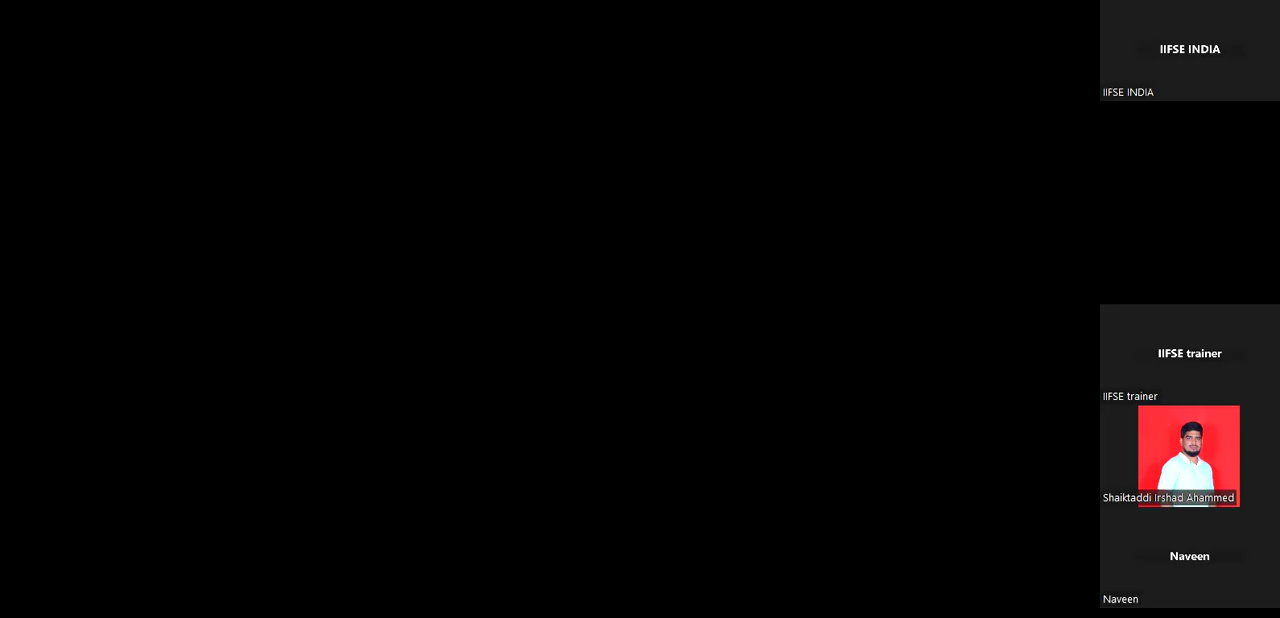 IIFSE INDIA
IIFSE INDIA
IIFSE trainer
IIFSE trainer
Shaiktaddi Irshad Ahammed
Naveen
Naveen